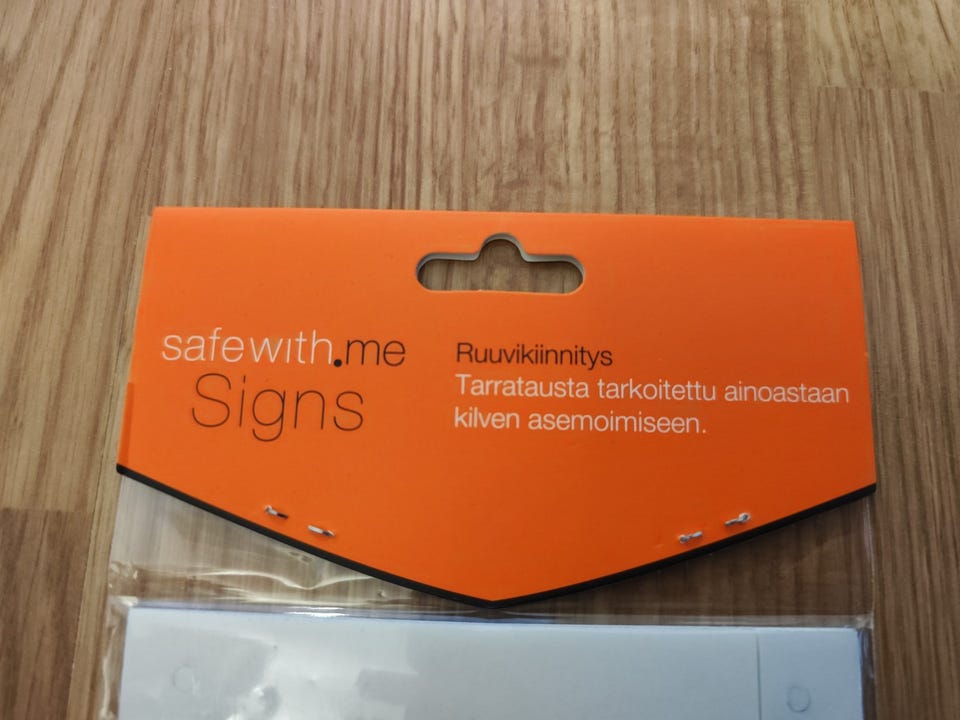 safewith.me
Signs
Ruuvikiinnitys
Tarratausta tarkoitettu ainoastaan
kilven asemoimiseen.